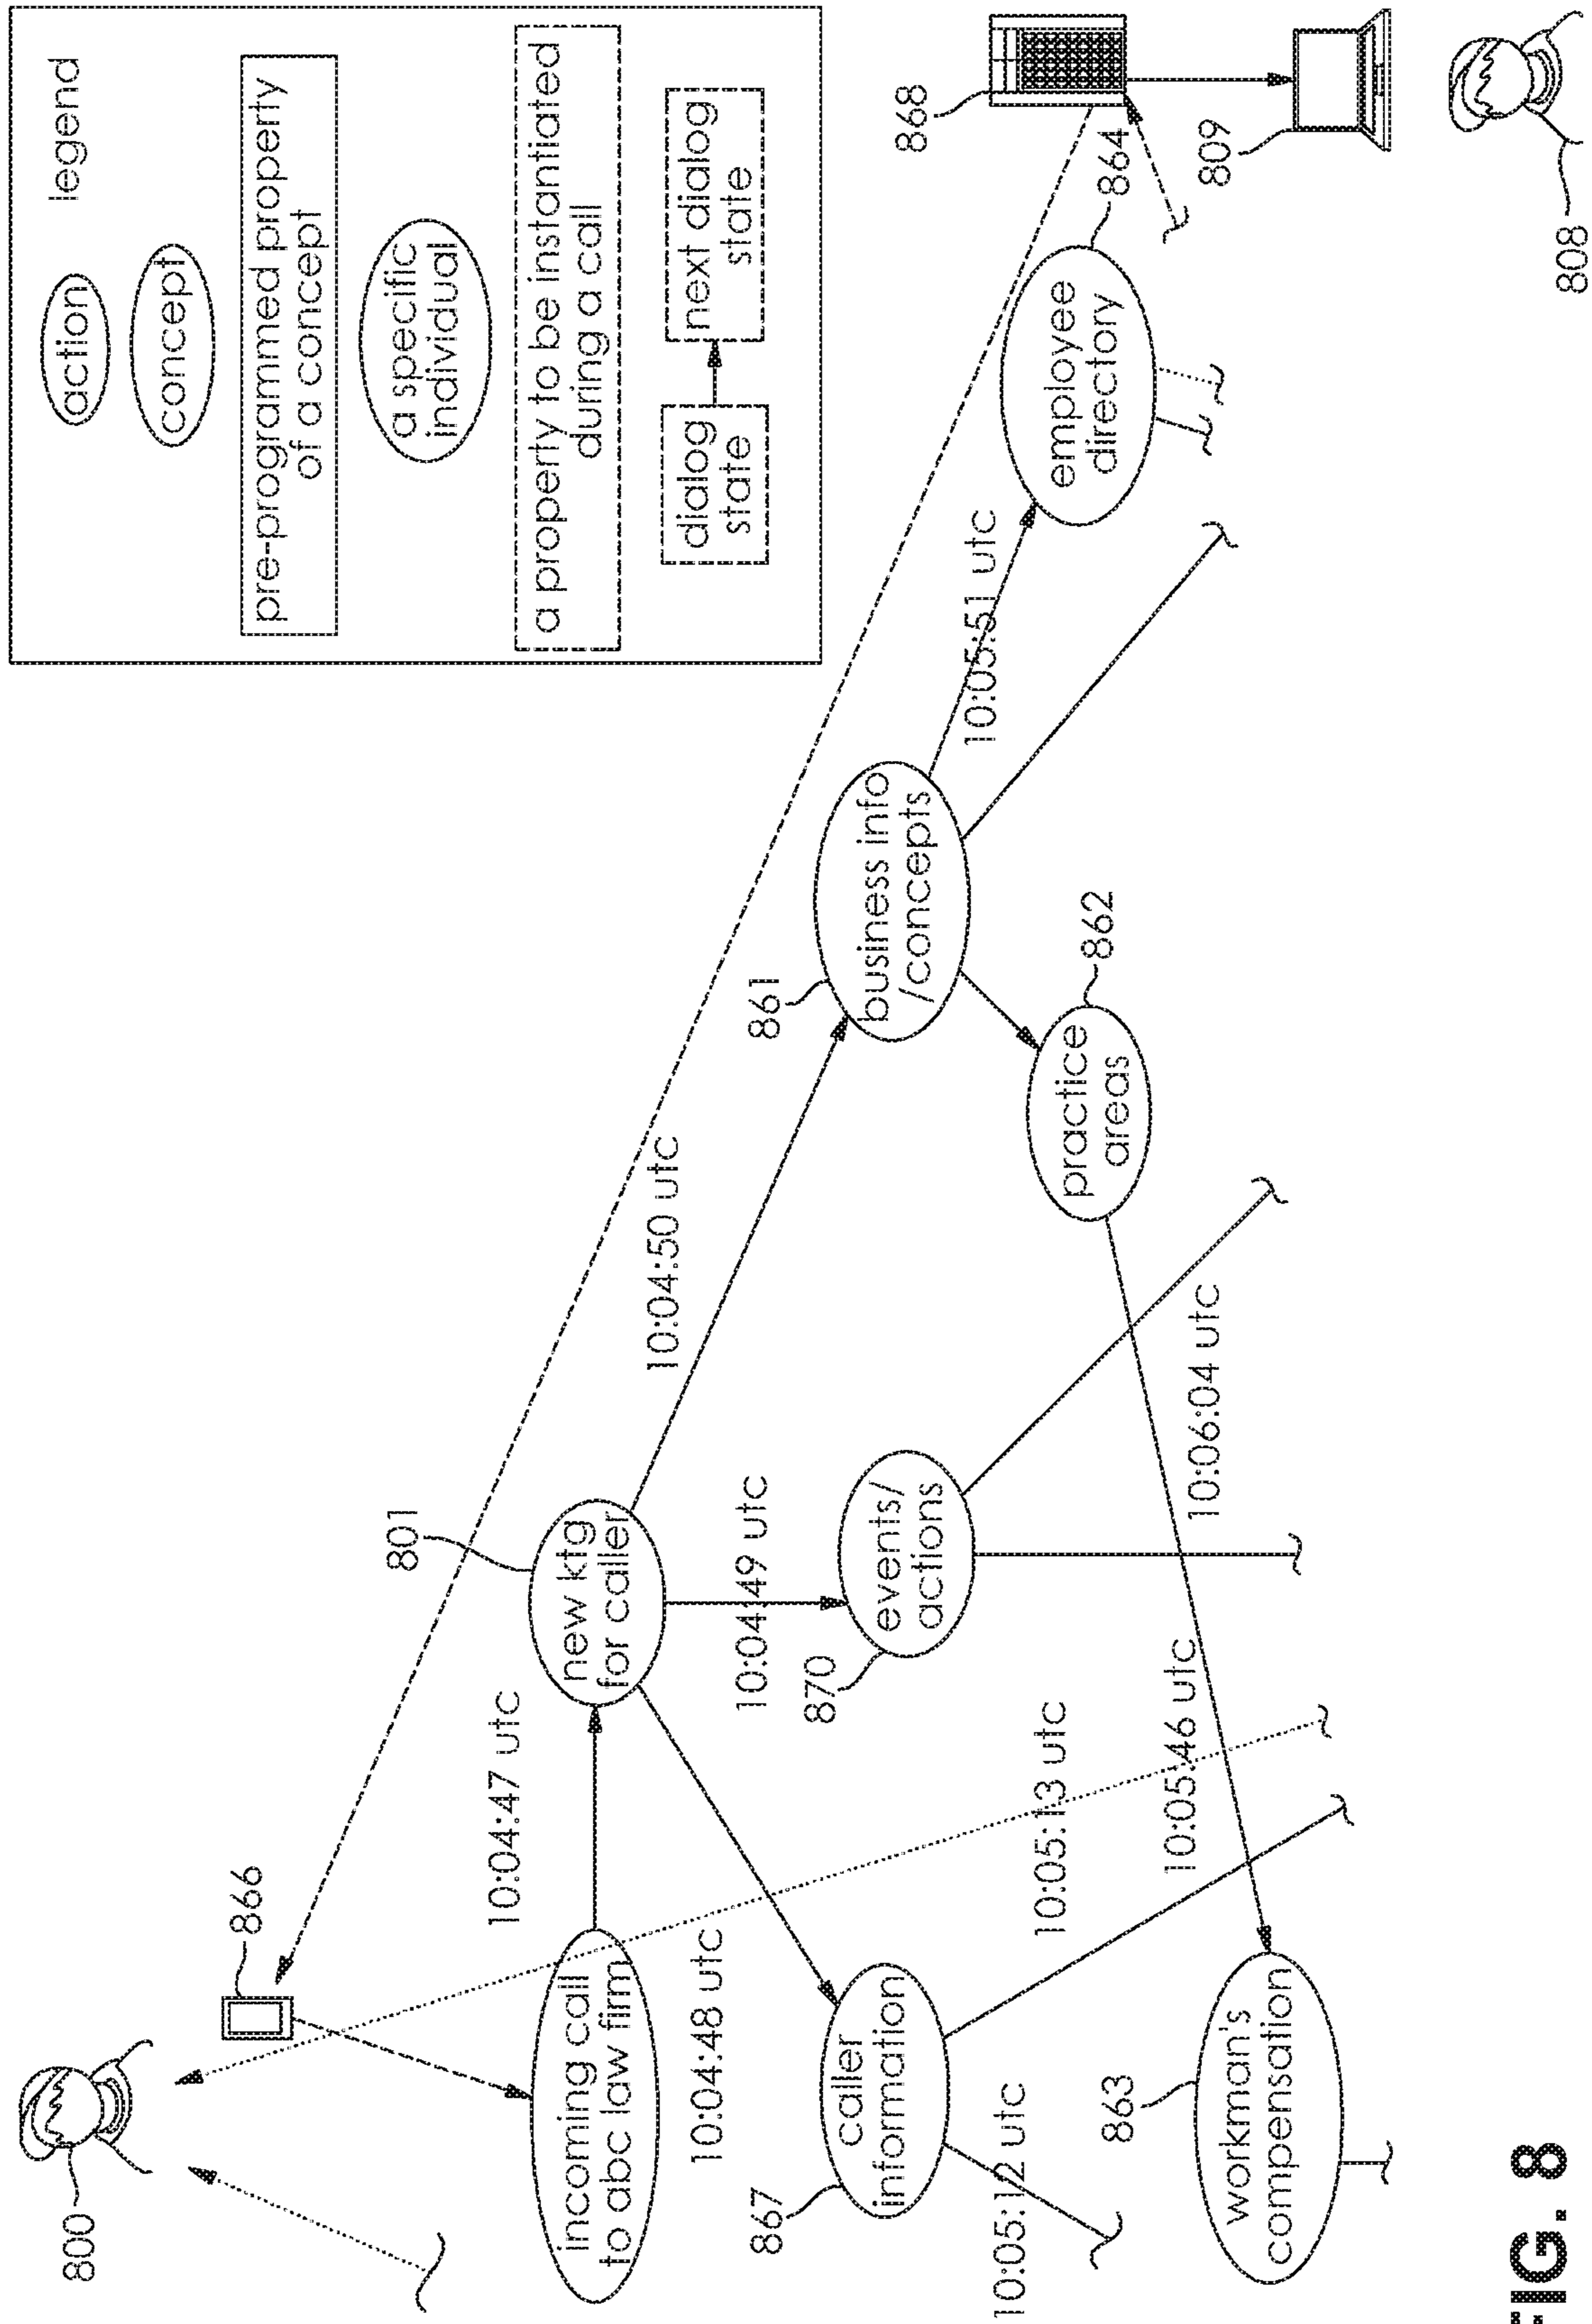 800
866
incoming call
to abc law firm
10:04:47 utc
801
new ktg
for caller
10:04:48 utc
10:04:49 utc
10:04:50 utc
867
caller
information
870
events/
actions
861
business info
/concepts
10:05:12 utc
10:05:13 utc
10:05:46 utc
10:06:04 utc
10:05:51 utc
863
workman's
compensation
practice
areas
862
employee
directory
864
868
809
808
legend
action
concept
pre-programmed property
of a concept
a specific
individual
a property to be instantiated
during a call
dialog
state
next dialog
state
FIG. 8